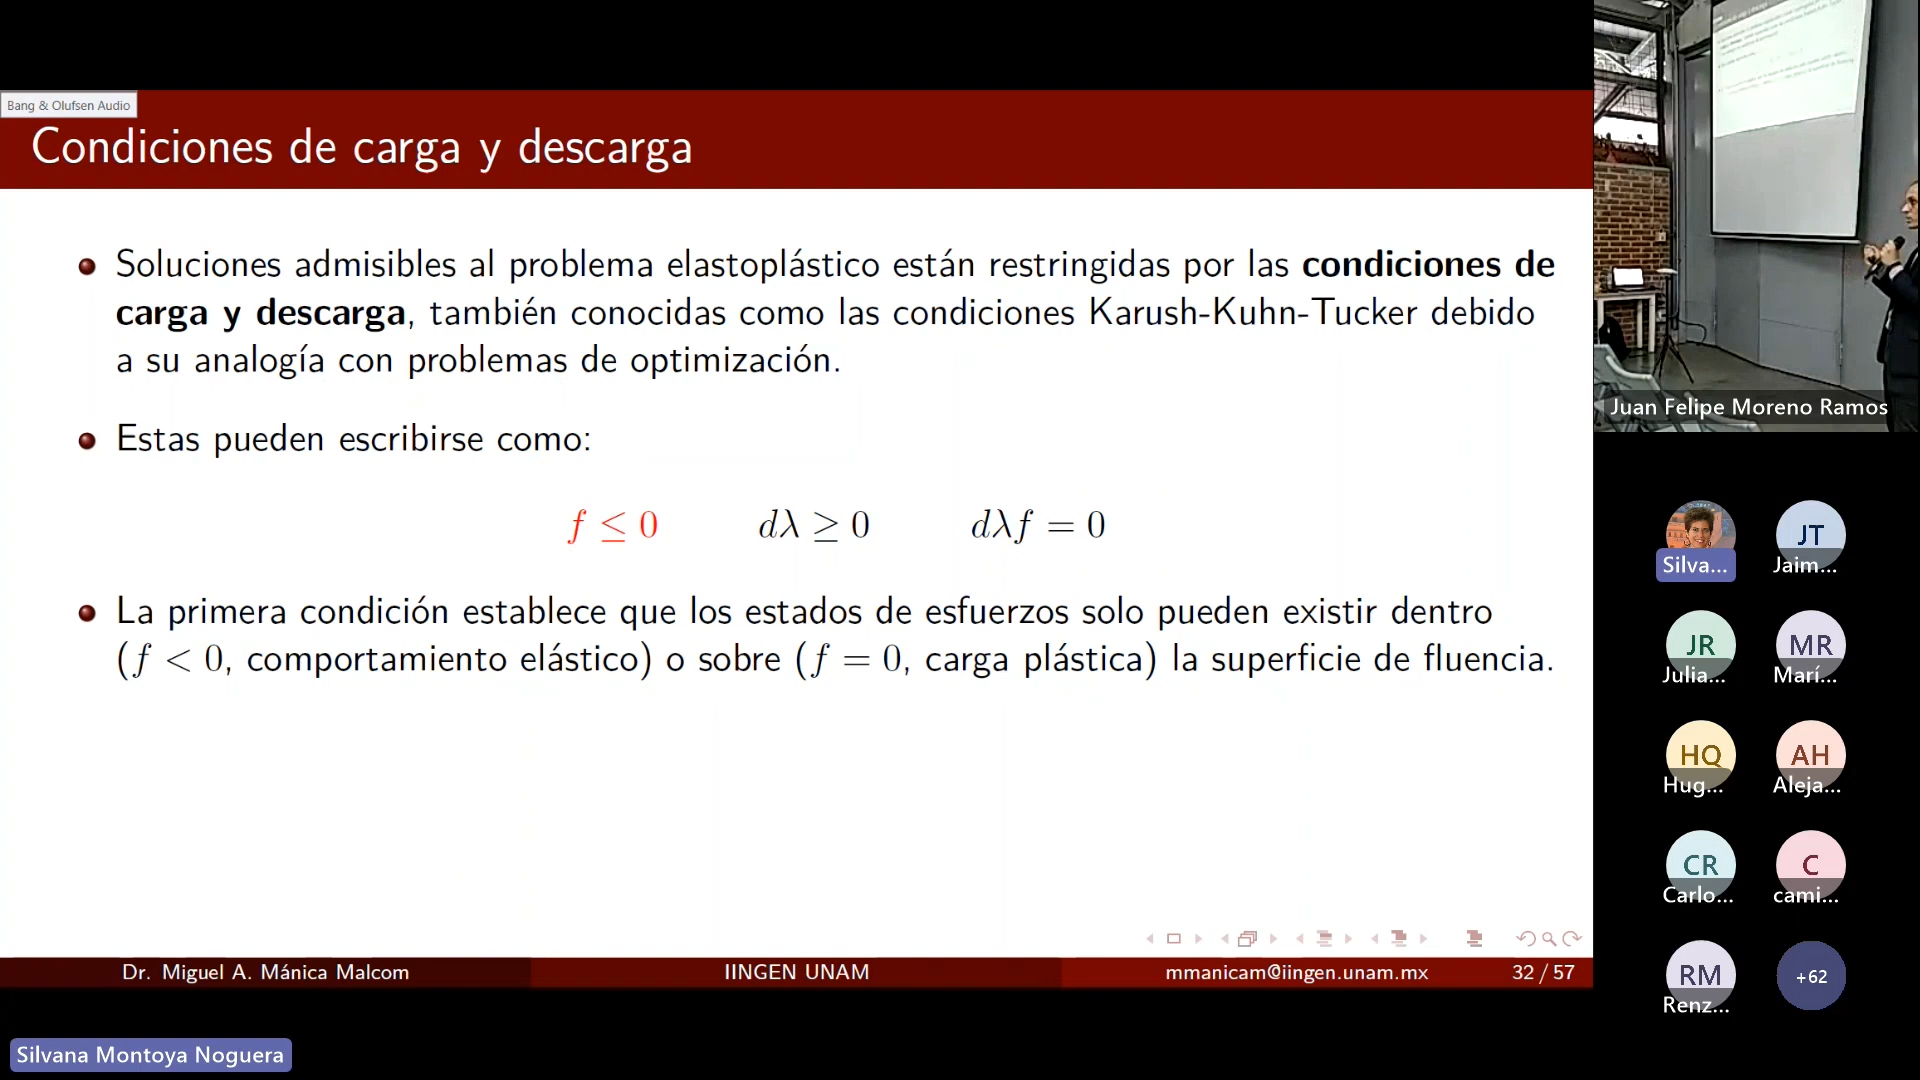 Bang & Olufsen Audio
Condiciones de carga y descarga
Soluciones admisibles al problema elastoplástico están restringidas por las condiciones de
carga y descarga, también conocidas como las condiciones Karush-Kuhn-Tucker debido
a su analogía con problemas de optimización.
Estas pueden escribirse como:
f ≤ 0 dλ ≥ 0 dλf = 0
La primera condición establece que los estados de esfuerzos solo pueden existir dentro
(f < 0, comportamiento elástico) o sobre (f = 0, carga plástica) la superficie de fluencia.
Dr. Miguel A. Mánica Malcom IINGEN UNAM mmanicam@iingen.unam.mx 32 / 57
Silvana Montoya Noguera
Juan Felipe Moreno Ramos
JT
Silva... Jaim...
JR MR
Julia... Marí...
HQ AH
Hug... Aleja...
CR C
Carlo... cami...
RM +62
Renz...